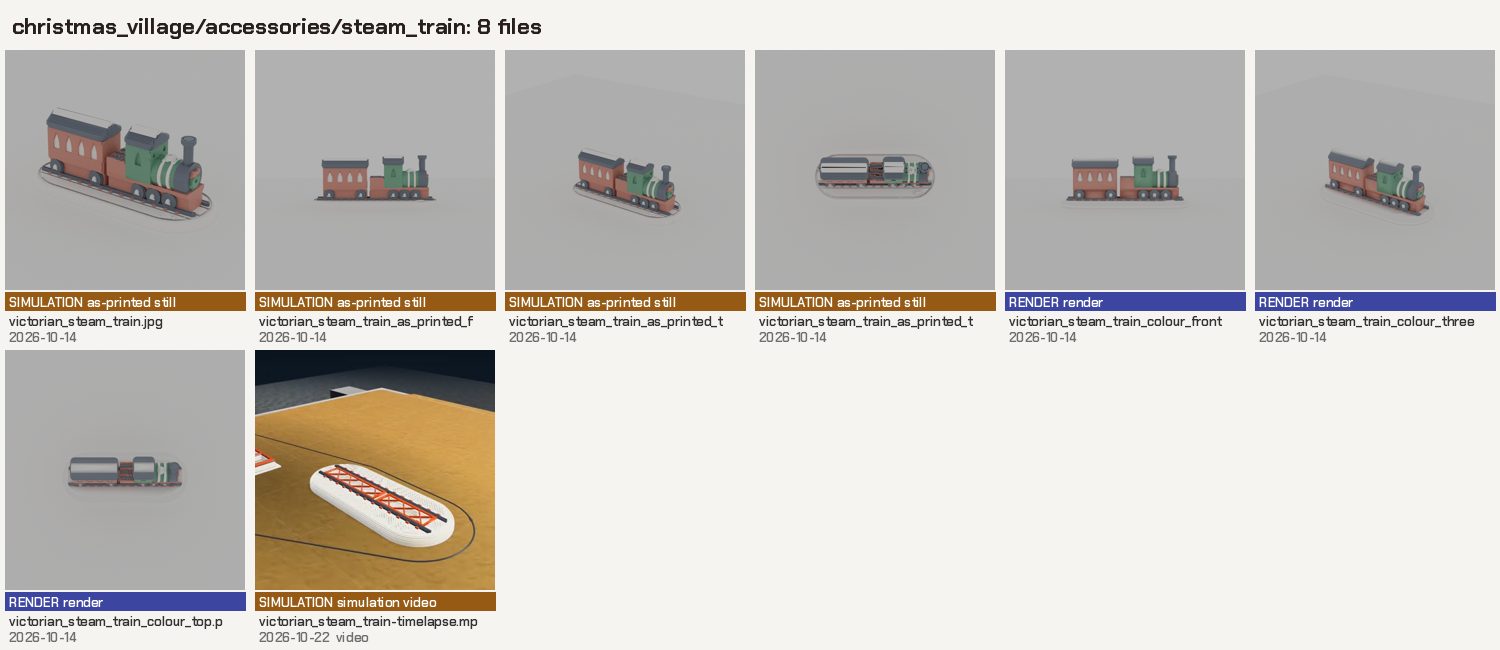 christmas_village/accessories/steam_train: 8 files
SIMULATION as-printed still
victorian_steam_train.jpg
2026-10-14
SIMULATION as-printed still
victorian_steam_train_as_printed_f
2026-10-14
SIMULATION as-printed still
victorian_steam_train_as_printed_t
2026-10-14
SIMULATION as-printed still
victorian_steam_train_as_printed_t
2026-10-14
RENDER render
victorian_steam_train_colour_front
2026-10-14
RENDER render
victorian_steam_train_colour_three
2026-10-14
RENDER render
victorian_steam_train_colour_top.p
2026-10-14
SIMULATION simulation video
victorian_steam_train-timelapse.mp
2026-10-22 video